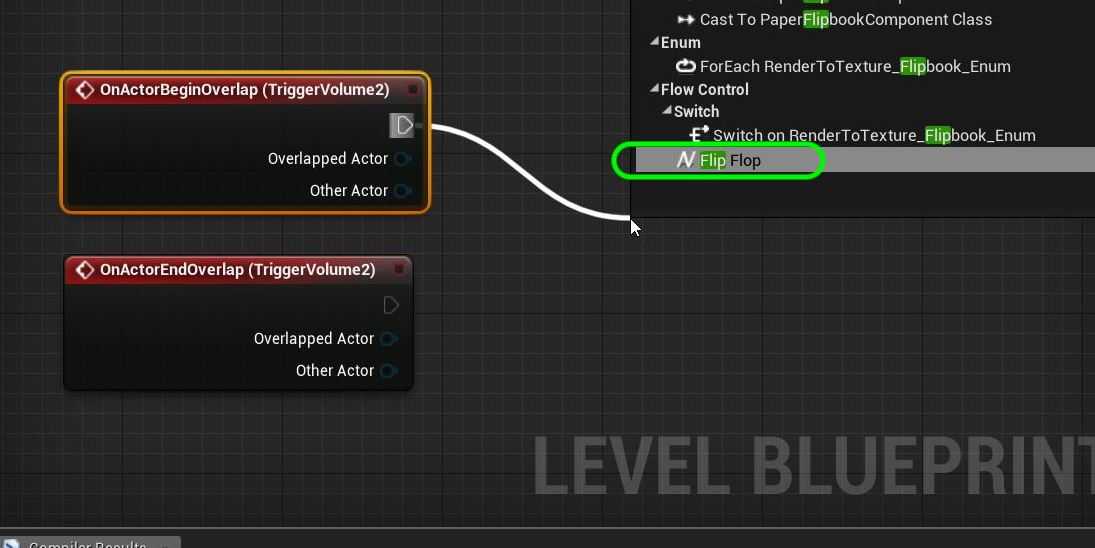 Cast To PaperFlipbookComponent Class
Enum
ForEach RenderToTexture_Flipbook_Enum
Flow Control
Switch
Switch on RenderToTexture_Flipbook_Enum
Flip Flop
OnActorBeginOverlap (TriggerVolume2)
Overlapped Actor
Other Actor
OnActorEndOverlap (TriggerVolume2)
Overlapped Actor
Other Actor
LEVEL BLUEPRINT
Compiler Results